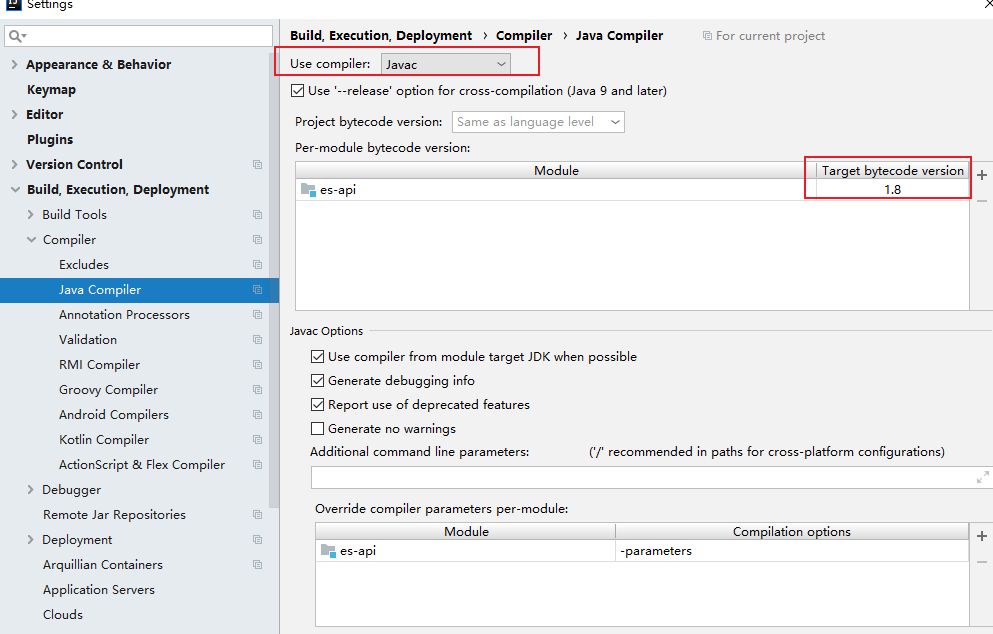 Settings
Build, Execution, Deployment › Compiler › Java Compiler
For current project
Appearance & Behavior
Keymap
Editor
Plugins
Version Control
Build, Execution, Deployment
Build Tools
Compiler
Excludes
Java Compiler
Annotation Processors
Validation
RMI Compiler
Groovy Compiler
Android Compilers
Kotlin Compiler
ActionScript & Flex Compiler
Debugger
Remote Jar Repositories
Deployment
Arquillian Containers
Application Servers
Clouds
Use compiler: Javac
Use '--release' option for cross-compilation (Java 9 and later)
Project bytecode version: Same as language level
Per-module bytecode version:
Module Target bytecode version
es-api 1.8
Javac Options
Use compiler from module target JDK when possible
Generate debugging info
Report use of deprecated features
Generate no warnings
Additional command line parameters: ('/' recommended in paths for cross-platform configurations)
Override compiler parameters per-module:
Module Compilation options
es-api -parameters